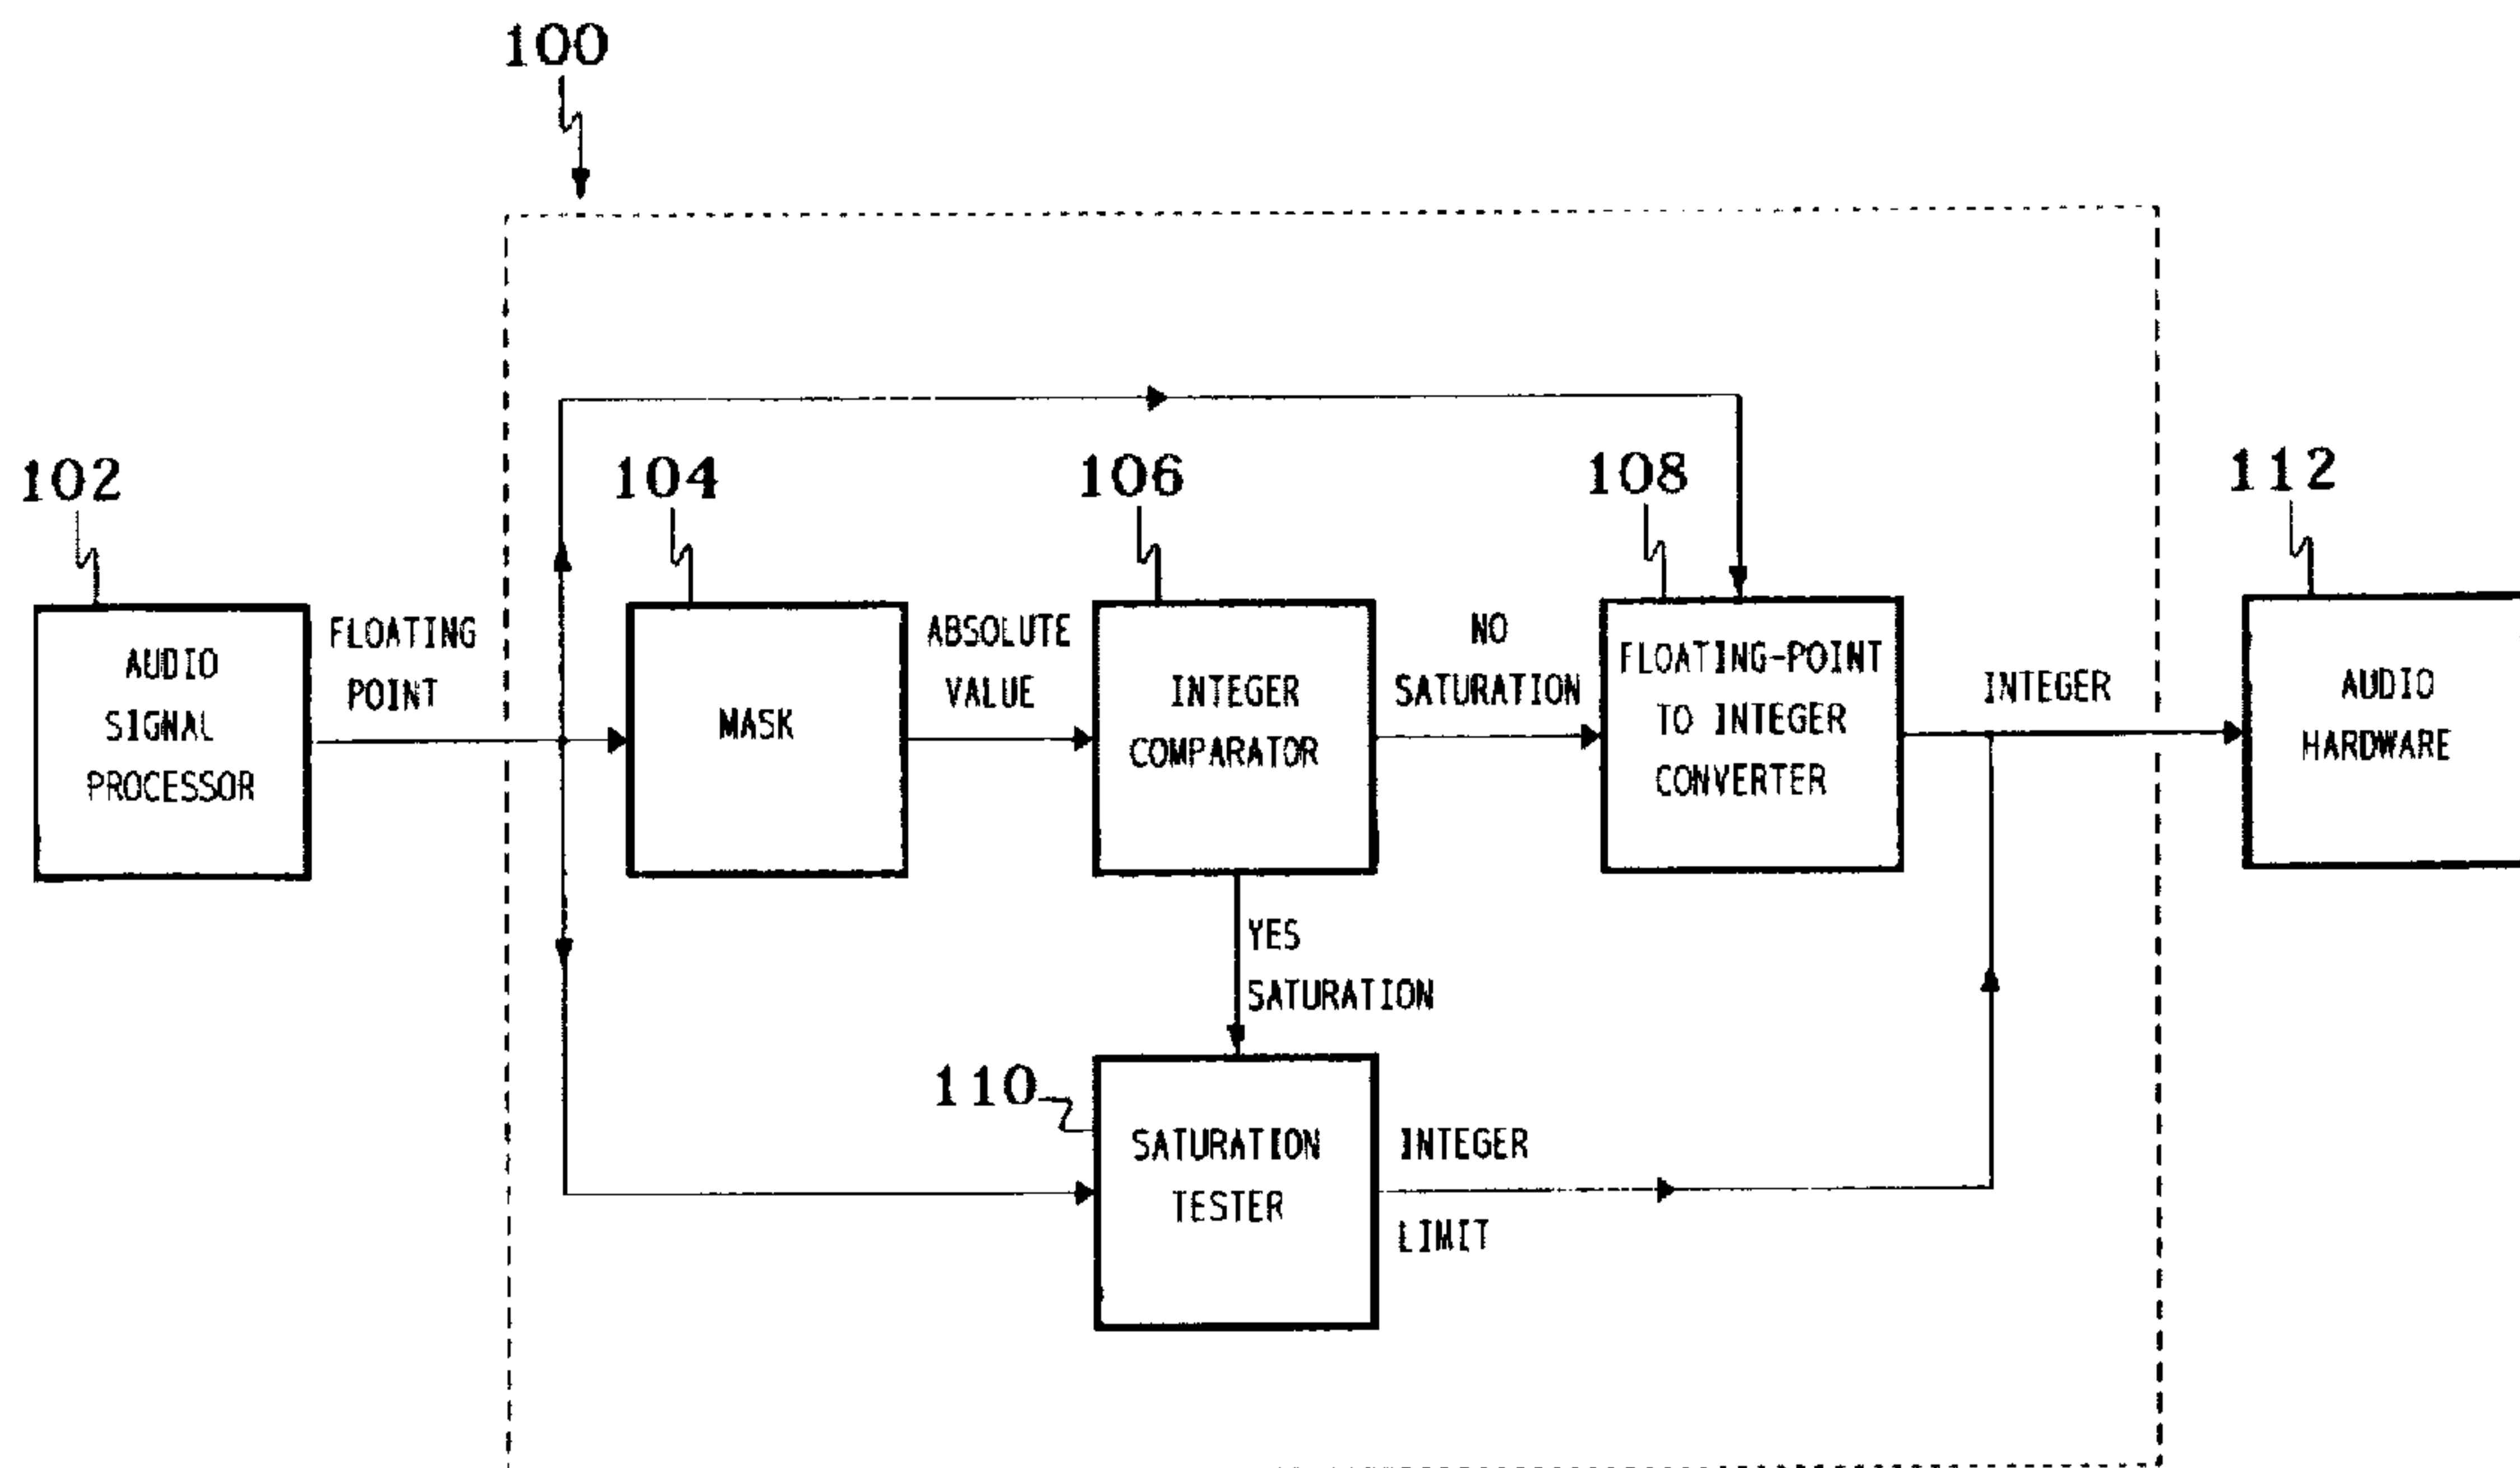 100
102
104
106
108
112
AUDIO
SIGNAL
PROCESSOR
FLOATING
POINT
MASK
ABSOLUTE
VALUE
INTEGER
COMPARATOR
NO
SATURATION
FLOATING-POINT
TO INTEGER
CONVERTER
INTEGER
AUDIO
HARDWARE
YES
SATURATION
110
SATURATION
TESTER
INTEGER
LIMIT